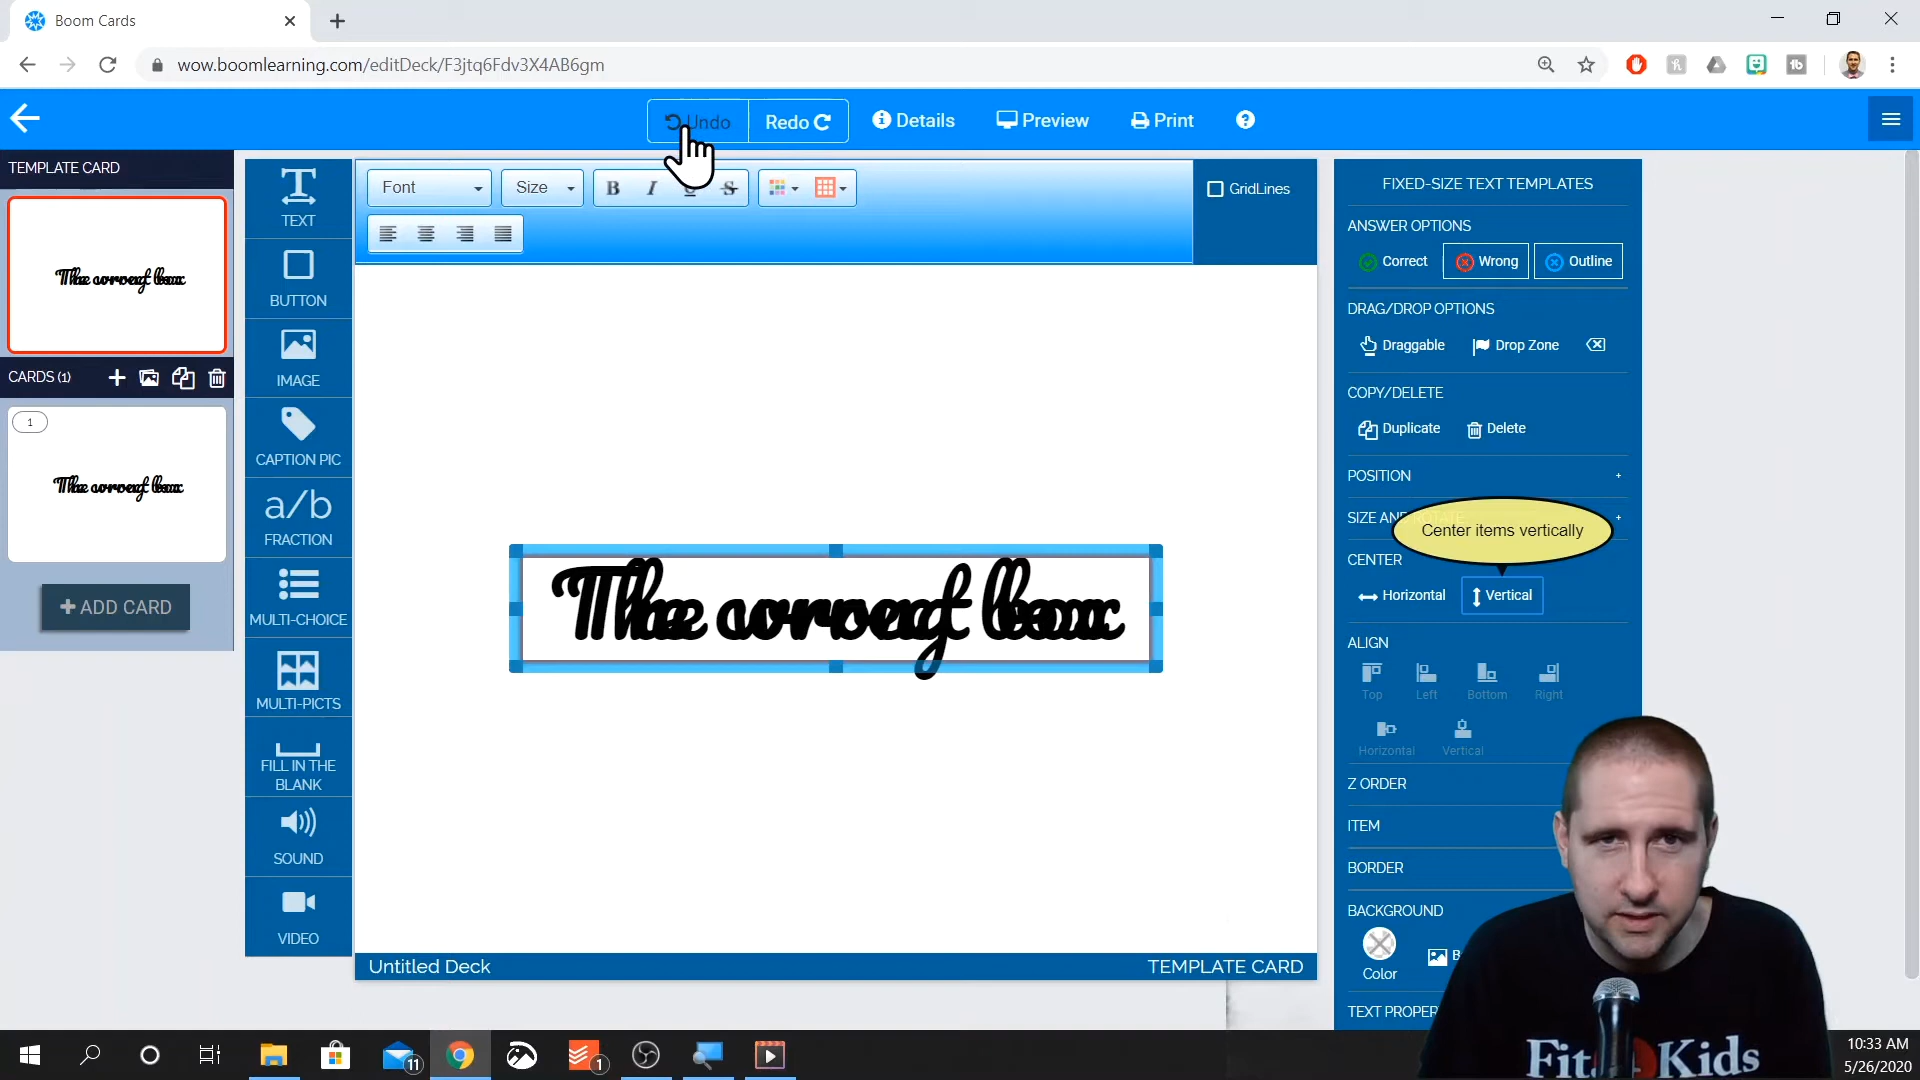 Boom Cards
wow.boomlearning.com/editDeck/F3jtq6Fdv3X4AB6gm
Undo
Redo
Details
Preview
Print
TEMPLATE CARD
CARDS (1)
1
ADD CARD
TEXT
BUTTON
IMAGE
CAPTION PIC
a/b
FRACTION
MULTI-CHOICE
MULTI-PICTS
FILL IN THE
BLANK
SOUND
VIDEO
Font
Size
B I U S
GridLines
Untitled Deck
TEMPLATE CARD
FIXED-SIZE TEXT TEMPLATES
ANSWER OPTIONS
Correct
Wrong
Outline
DRAG/DROP OPTIONS
Draggable
Drop Zone
COPY/DELETE
Duplicate
Delete
POSITION
+
SIZE AND
+
Center items vertically
CENTER
Horizontal
Vertical
ALIGN
Top
Left
Bottom
Right
Horizontal
Vertical
Z ORDER
ITEM
BORDER
BACKGROUND
Color
TEXT
Kids
11
1
10:33 AM
5/26/2020